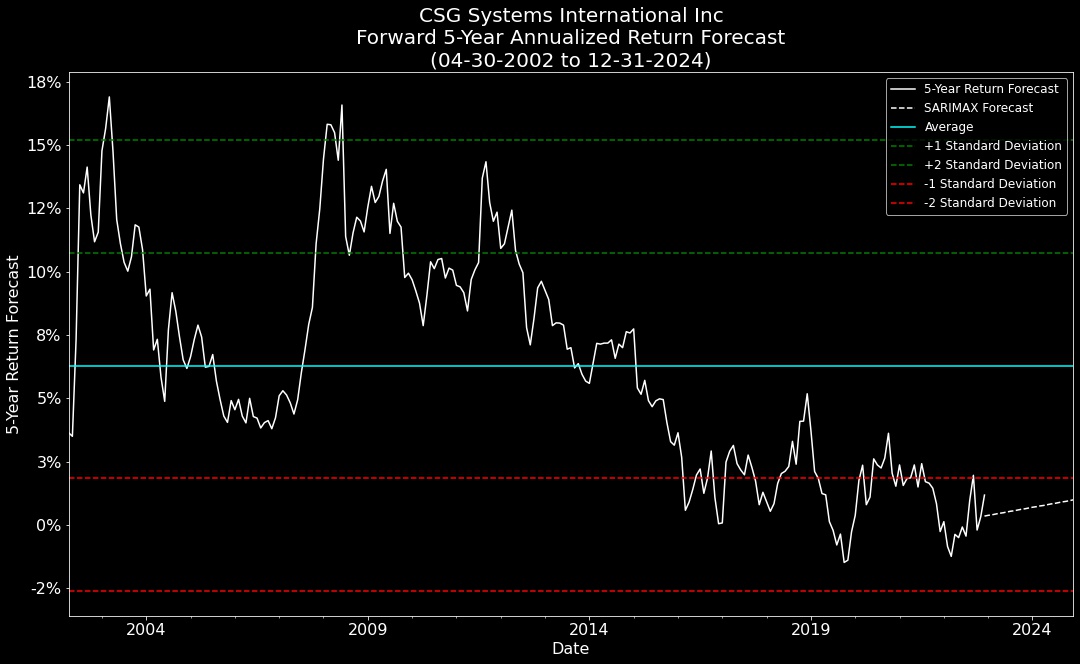 CSG Systems International Inc
Forward 5-Year Annualized Return Forecast
(04-30-2002 to 12-31-2024)
18%
15%
12%
10%
8%
5%
3%
0%
-2%
5-Year Return Forecast
5-Year Return Forecast
SARIMAX Forecast
Average
+1 Standard Deviation
+2 Standard Deviation
-1 Standard Deviation
-2 Standard Deviation
2004
2009
2014
2019
2024
Date